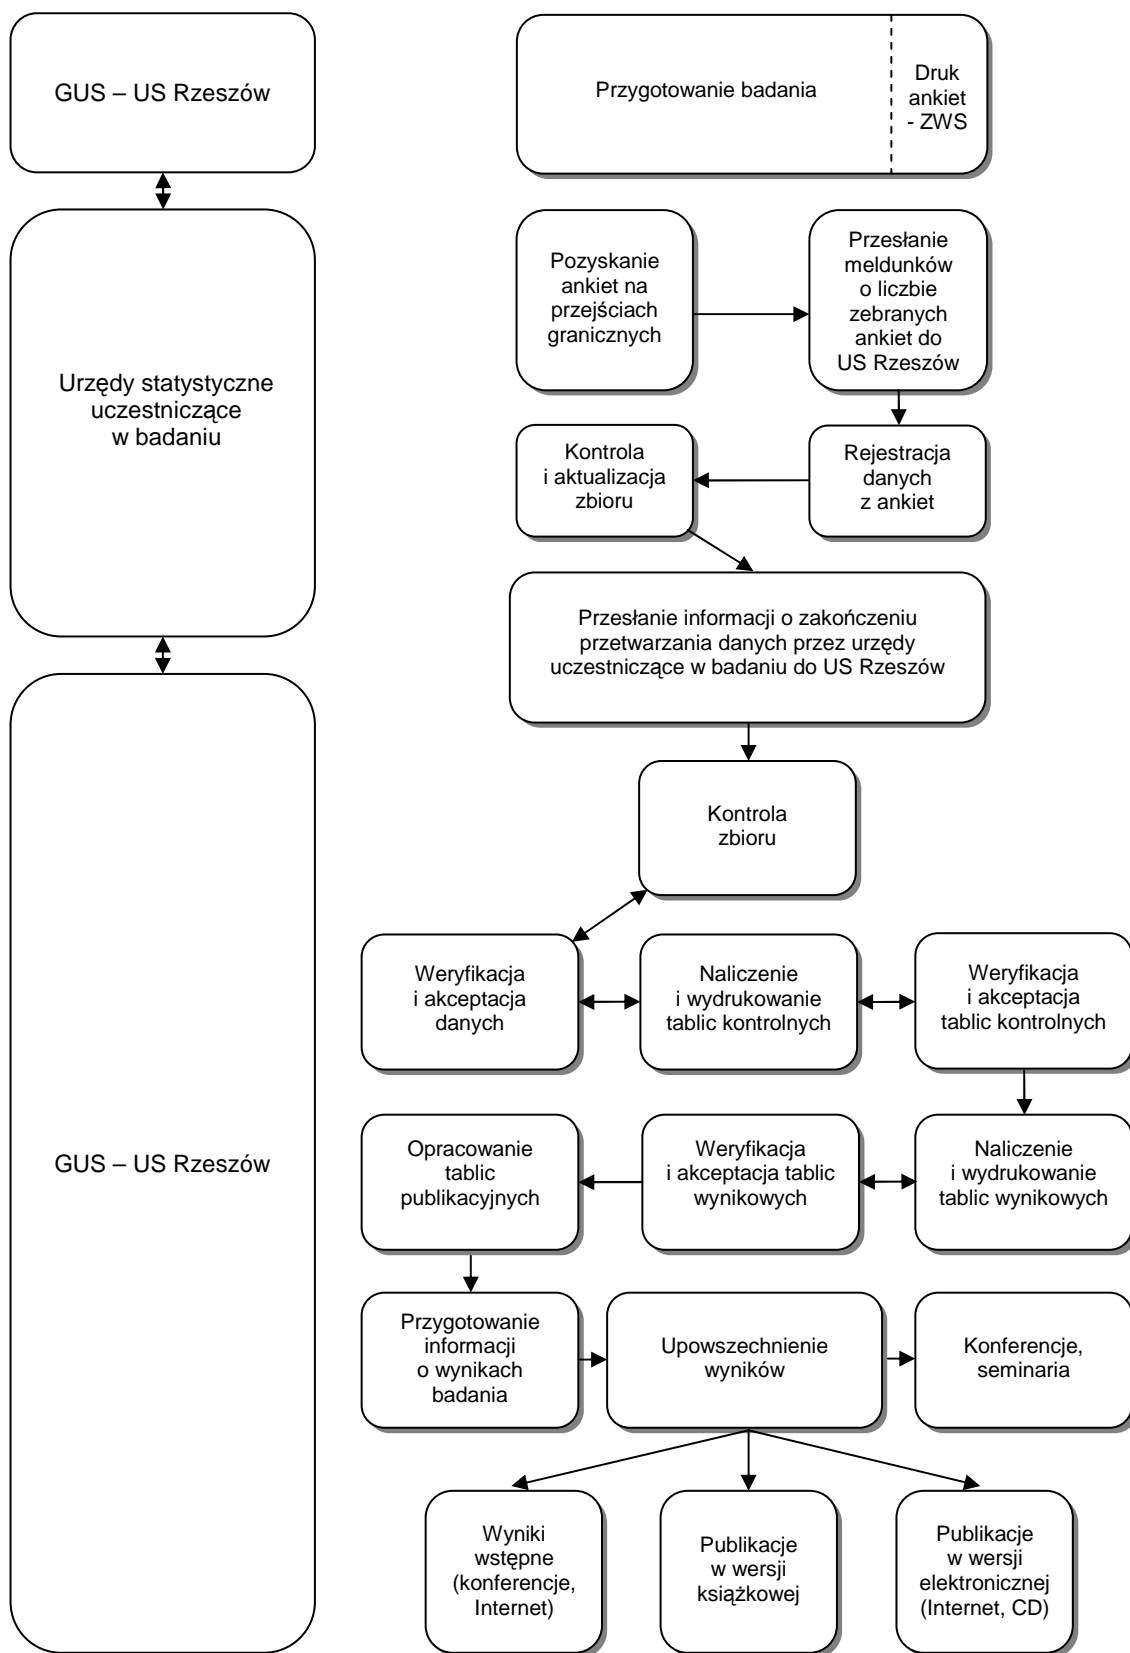 GUS – US Rzeszów
Przygotowanie badania
Druk
ankiet
- ZWS
Urzędy statystyczne
uczestniczące
w badaniu
Pozyskanie
ankiet na
przejściach
granicznych
Przesłanie
meldunków
o liczbie
zebranych
ankiet do
US Rzeszów
Kontrola
i aktualizacja
zbioru
Rejestracja
danych
z ankiet
Przesłanie informacji o zakończeniu
przetwarzania danych przez urzędy
uczestniczące w badaniu do US Rzeszów
GUS – US Rzeszów
Kontrola
zbioru
Weryfikacja
i akceptacja
danych
Naliczenie
i wydrukowanie
tablic kontrolnych
Weryfikacja
i akceptacja
tablic kontrolnych
Opracowanie
tablic
publikacyjnych
Weryfikacja
i akceptacja tablic
wynikowych
Naliczenie
i wydrukowanie
tablic wynikowych
Przygotowanie
informacji
o wynikach
badania
Upowszechnienie
wyników
Konferencje,
seminaria
Wyniki
wstępne
(konferencje,
Internet)
Publikacje
w wersji
książkowej
Publikacje
w wersji
elektronicznej
(Internet, CD)